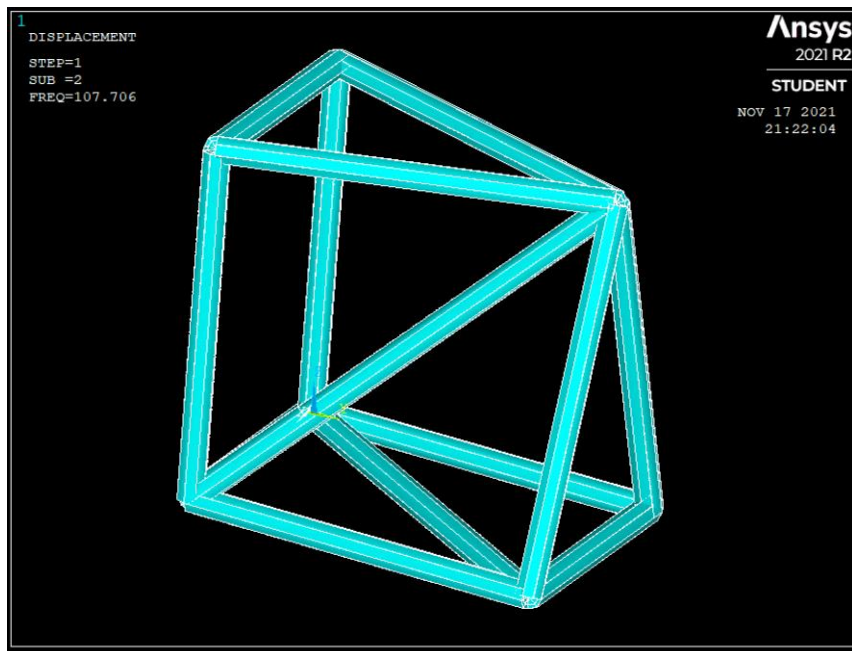 1
DISPLACEMENT
STEP=1
SUB =2
FREQ=107.706
Ansys
2021 R2
STUDENT
NOV 17 2021
21:22:04